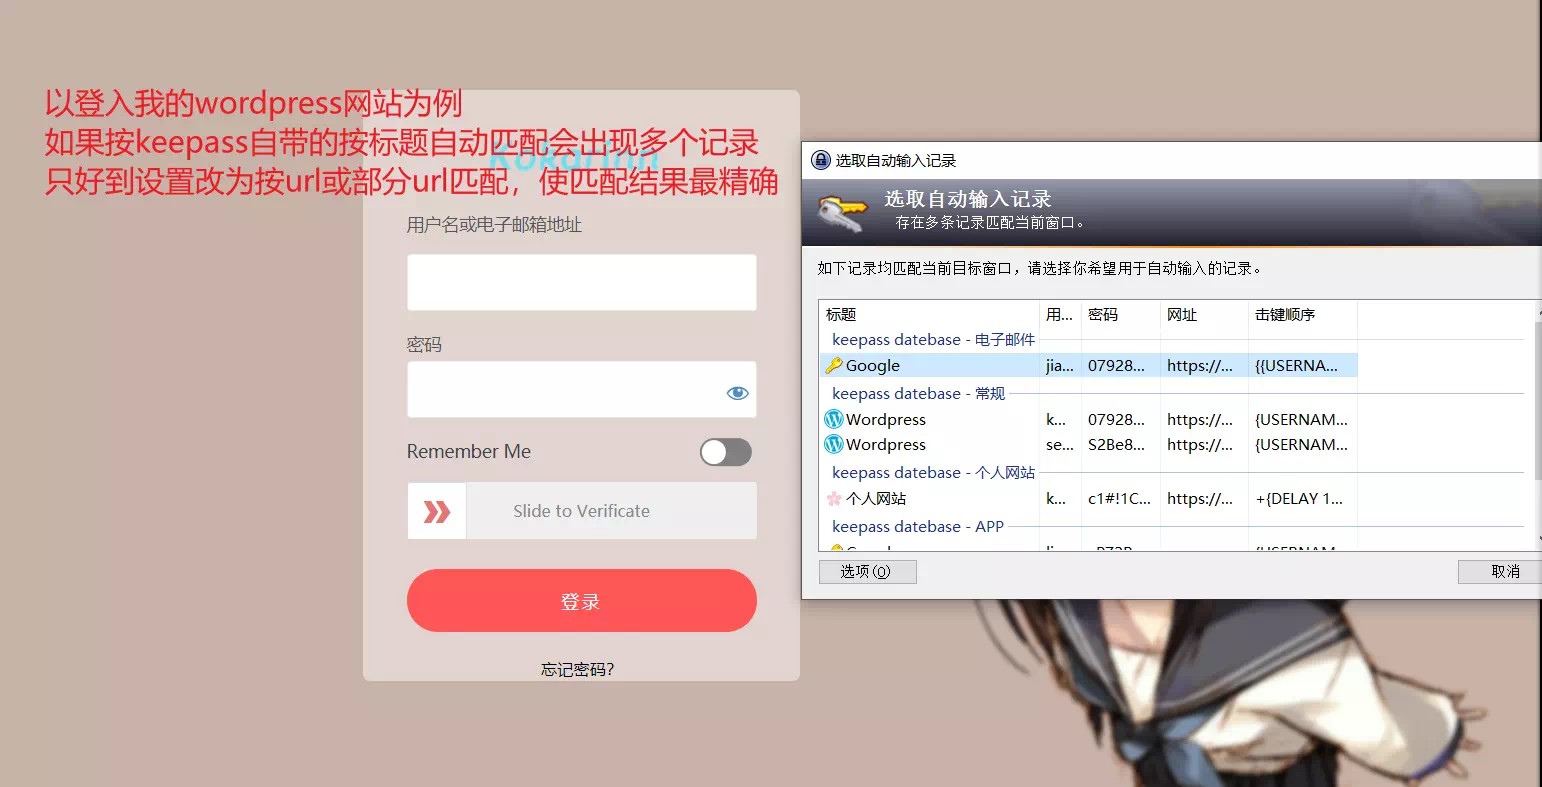 以登入我的wordpress网站为例
如果按keepass自带的按标题自动匹配会出现多个记录
只好到设置改为按url或部分url匹配，使匹配结果最精确
用户名或电子邮箱地址
密码
Remember Me
Slide to Verificate
登录
忘记密码?
选取自动输入记录
选取自动输入记录
存在多条记录匹配当前窗口。
如下记录均匹配当前目标窗口，请选择你希望用于自动输入的记录。
标题 用... 密码 网址 击键顺序
keepass datebase - 电子邮件
Google jia... 07928... https://... {{USERNA...
keepass datebase - 常规
Wordpress k... 07928... https://... {USERNAM...
Wordpress se... S2Be8... https://... {USERNAM...
keepass datebase - 个人网站
个人网站 k... c1#!1C... https://... +{DELAY 1...
keepass datebase - APP
选项(O)
取消